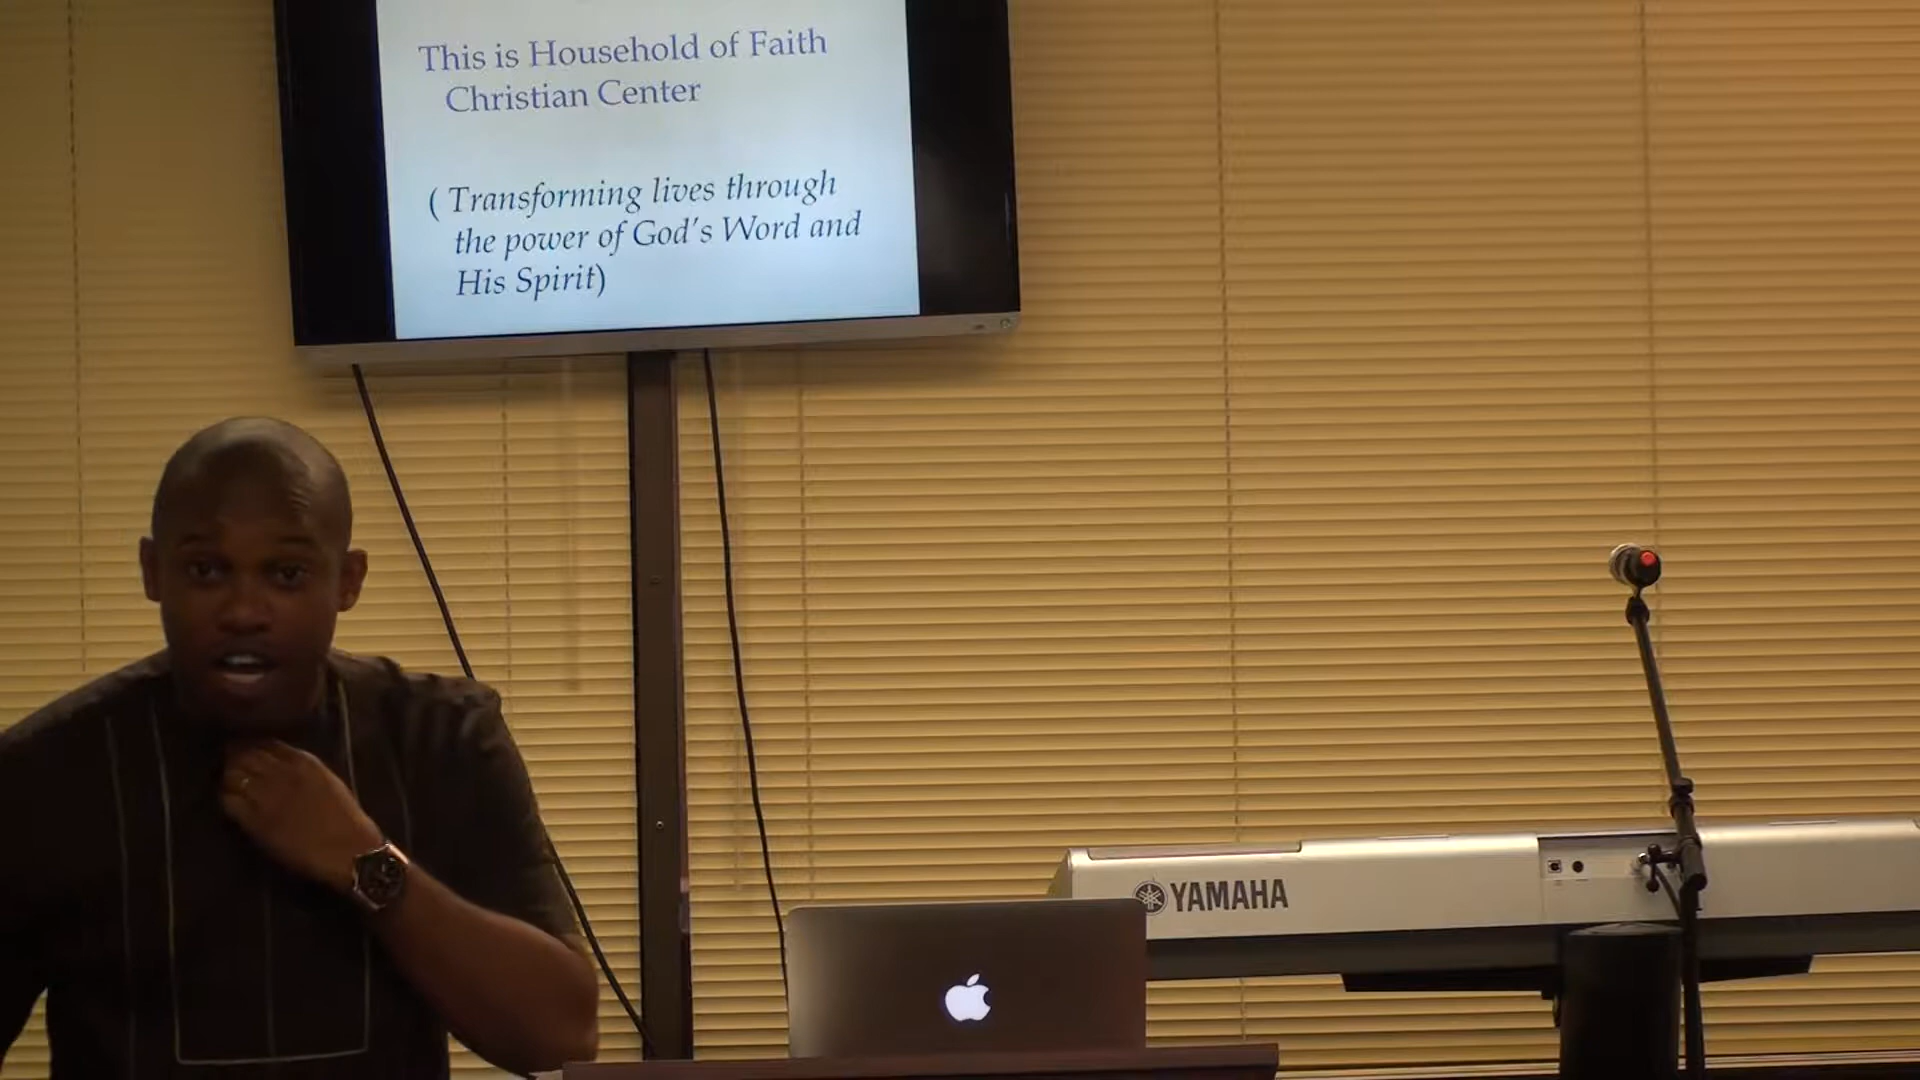 This is Household of Faith
Christian Center
( Transforming lives through
the power of God's Word and
His Spirit)
YAMAHA